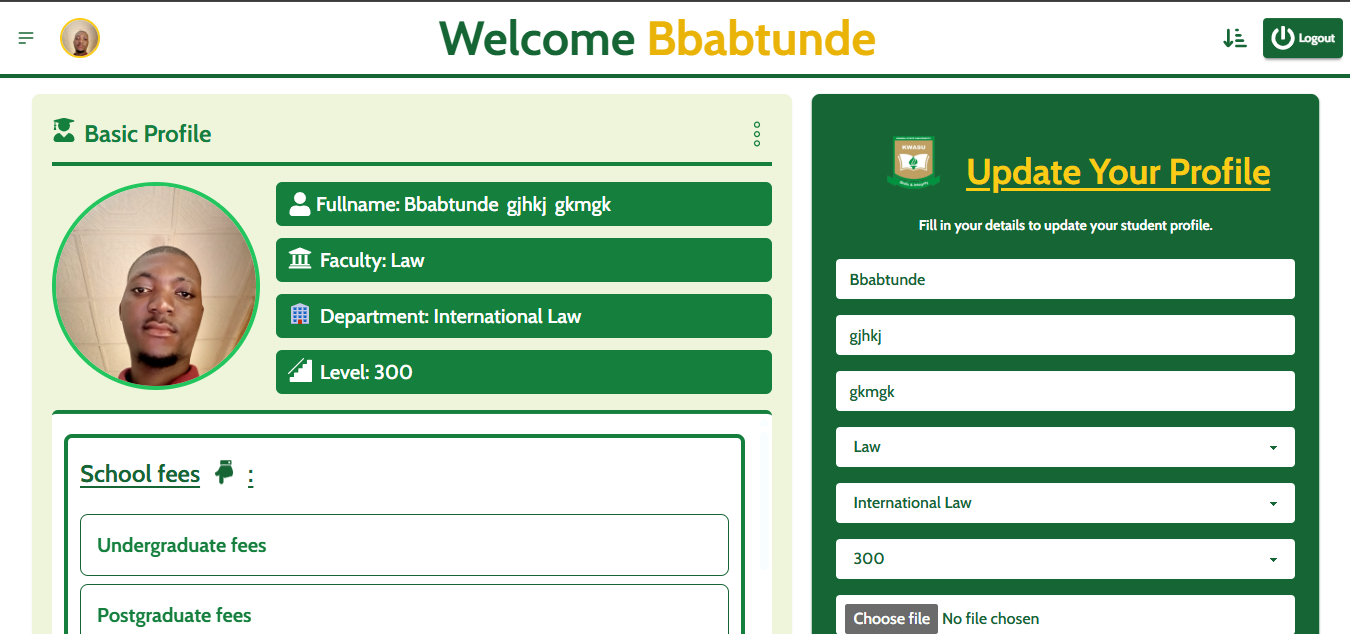 Welcome Bbabtunde
Logout
Basic Profile
Fullname: Bbabtunde gjhkj gkmgk
Faculty: Law
Department: International Law
Level: 300
School fees :
Undergraduate fees
Postgraduate fees
KWASU
Update Your Profile
Fill in your details to update your student profile.
Bbabtunde
gjhkj
gkmgk
Law
International Law
300
Choose file No file chosen